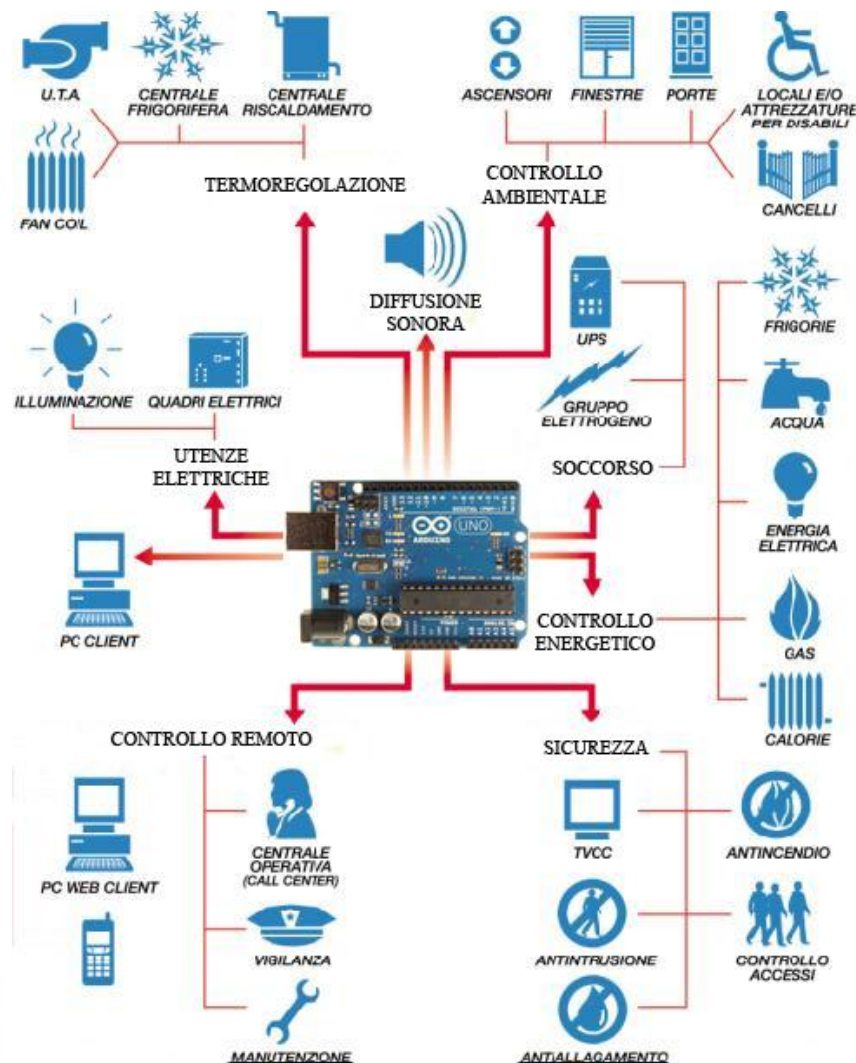 U.T.A.
CENTRALE
FRIGORIFERA
CENTRALE
RISCALDAMENTO
ASCENSORI
FINESTRE
PORTE
LOCALI E/O
ATTREZZATURE
PER DISABILI
FAN COIL
TERMOREGOLAZIONE
CONTROLLO
AMBIENTALE
CANCELLI
DIFFUSIONE
SONORA
UPS
FRIGORIE
ILLUMINAZIONE
QUADRI ELETTRICI
GRUPPO
ELETTROGENO
ACQUA
UTENZE
ELETTRICHE
SOCCORSO
UNO
ARDUINO
ENERGIA
ELETTRICA
PC CLIENT
CONTROLLO
ENERGETICO
GAS
CALORIE
CONTROLLO REMOTO
SICUREZZA
PC WEB CLIENT
CENTRALE
OPERATIVA
(CALL CENTER)
TVCC
ANTINCENDIO
VIGILANZA
ANTINTRUSIONE
CONTROLLO
ACCESSI
MANUTENZIONE
ANTIALLAGAMENTO